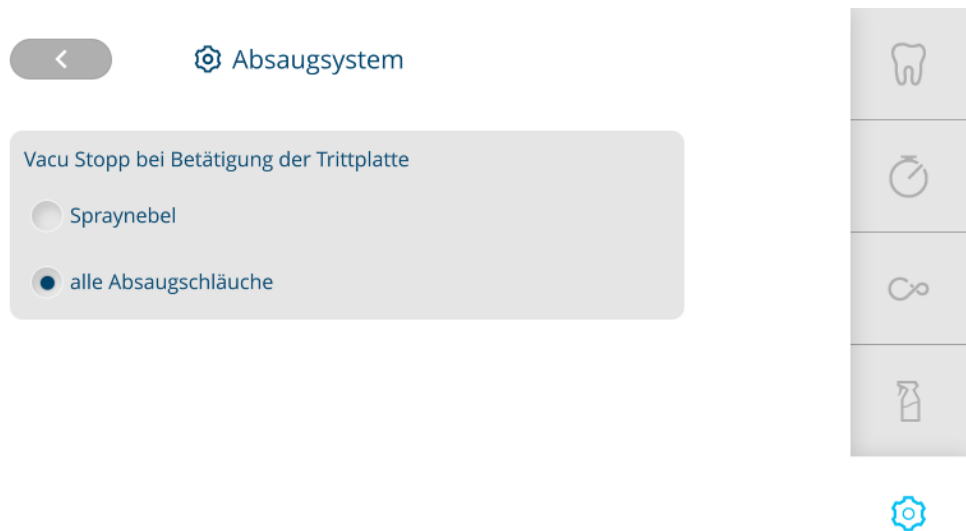 Absaugsystem
Vacu Stopp bei Betätigung der Trittplatte
Spraynebel
alle Absaugschläuche